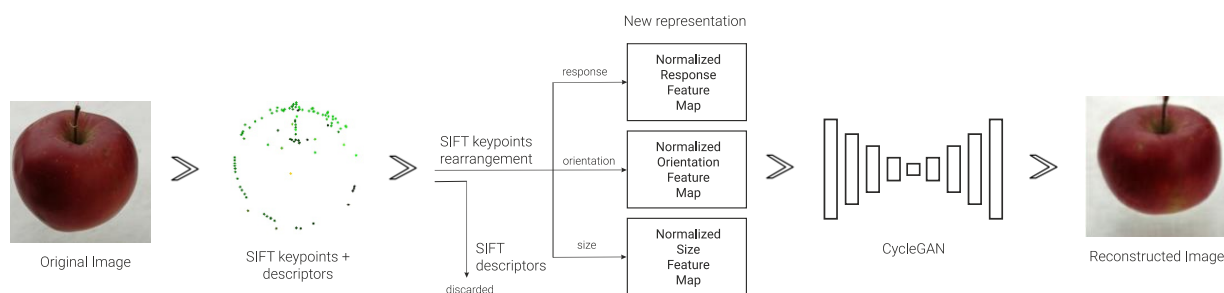 New representation
Normalized
Response
Feature
Map
response
SIFT keypoints
rearrangement
orientation
Normalized
Orientation
Feature
Map
size
Normalized
Size
Feature
Map
SIFT
descriptors
discarded
Original Image
SIFT keypoints +
descriptors
CycleGAN
Reconstructed Image